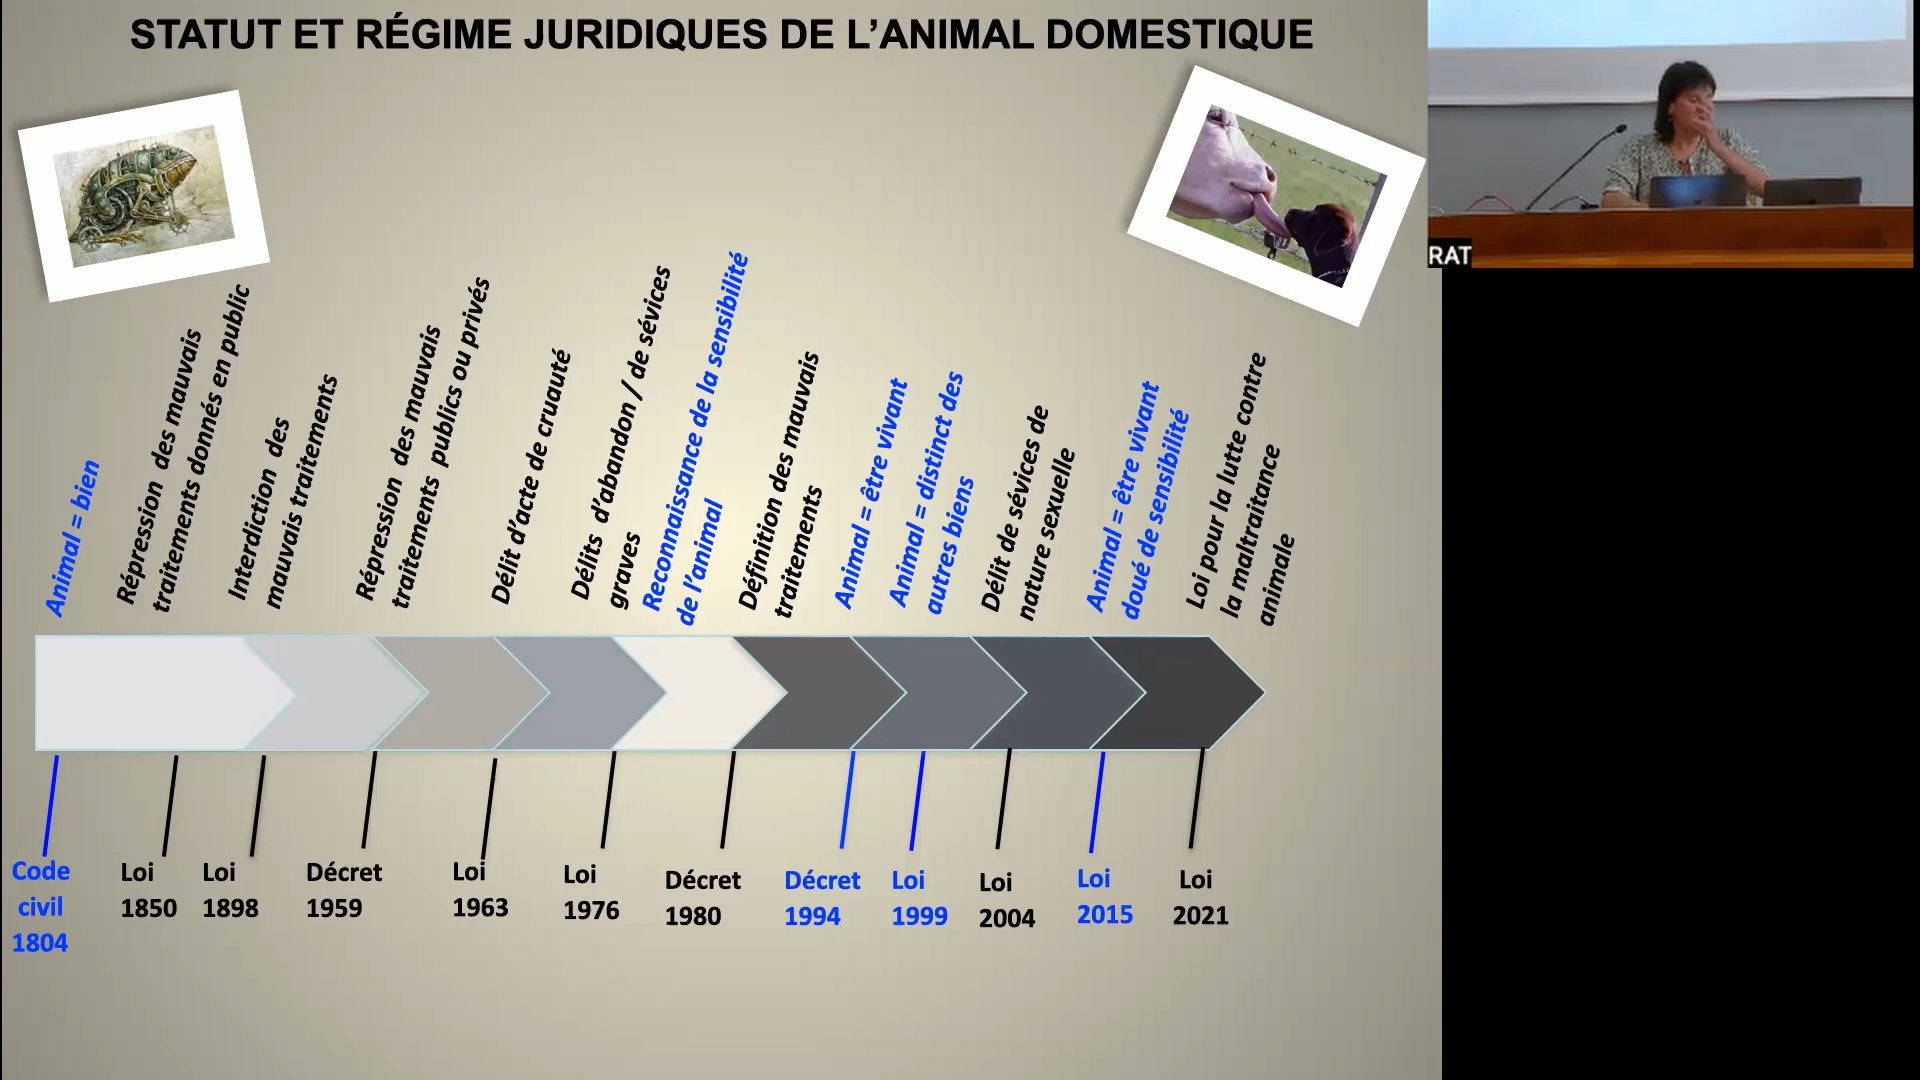 STATUT ET RÉGIME JURIDIQUES DE L’ANIMAL DOMESTIQUE
RAT
Animal = bien
Répression des mauvais
traitements donnés en public
Interdiction des
mauvais traitements
Répression des mauvais
traitements publics ou privés
Délit d’acte de cruauté
Délits d’abandon / de sévices
graves
Reconnaissance de la sensibilité
de l’animal
Définition des mauvais
traitements
Animal = être vivant
Animal = distinct des
autres biens
Délit de sévices de
nature sexuelle
Animal = être vivant
doué de sensibilité
Loi pour la lutte contre
la maltraitance
animale
Code
civil
1804
Loi
1850
Loi
1898
Décret
1959
Loi
1963
Loi
1976
Décret
1980
Décret
1994
Loi
1999
Loi
2004
Loi
2015
Loi
2021